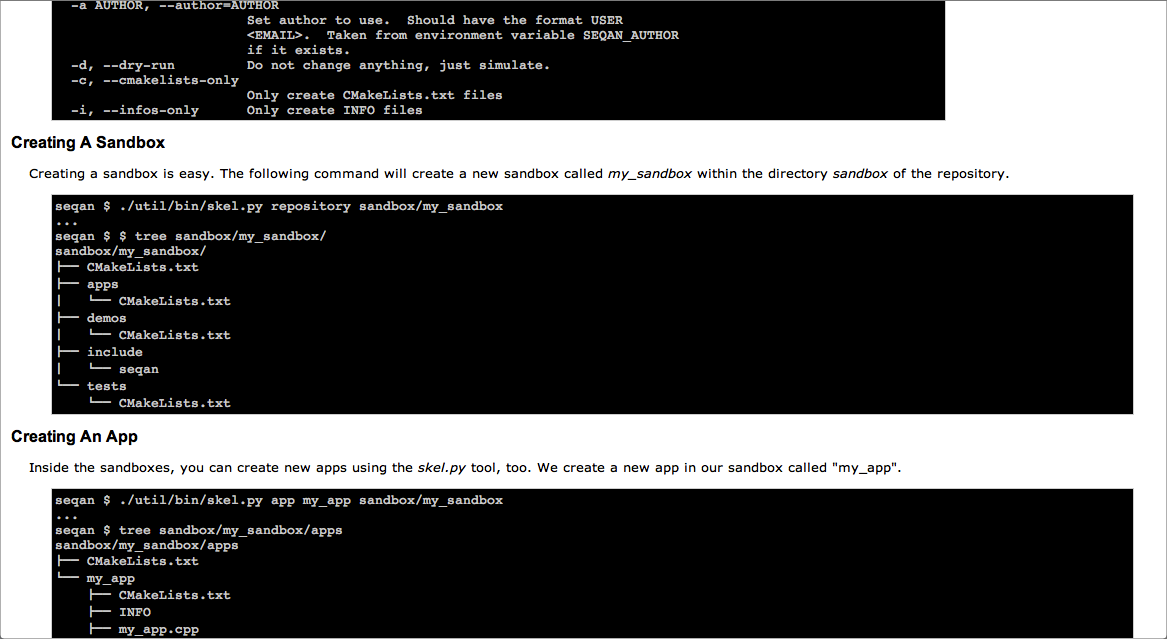 -a AUTHOR, --author=AUTHOR
Set author to use.  Should have the format USER
<EMAIL>.  Taken from environment variable SEQAN_AUTHOR
if it exists.
-d, --dry-run         Do not change anything, just simulate.
-c, --cmakelists-only
Only create CMakeLists.txt files
-i, --infos-only      Only create INFO files
Creating A Sandbox
Creating a sandbox is easy. The following command will create a new sandbox called my_sandbox within the directory sandbox of the repository.
seqan $ ./util/bin/skel.py repository sandbox/my_sandbox
...
seqan $ $ tree sandbox/my_sandbox/
sandbox/my_sandbox/
├── CMakeLists.txt
├── apps
│   └── CMakeLists.txt
├── demos
│   └── CMakeLists.txt
├── include
│   └── seqan
└── tests
    └── CMakeLists.txt
Creating An App
Inside the sandboxes, you can create new apps using the skel.py tool, too. We create a new app in our sandbox called "my_app".
seqan $ ./util/bin/skel.py app my_app sandbox/my_sandbox
...
seqan $ tree sandbox/my_sandbox/apps
sandbox/my_sandbox/apps
├── CMakeLists.txt
└── my_app
    ├── CMakeLists.txt
    ├── INFO
    ├── my_app.cpp